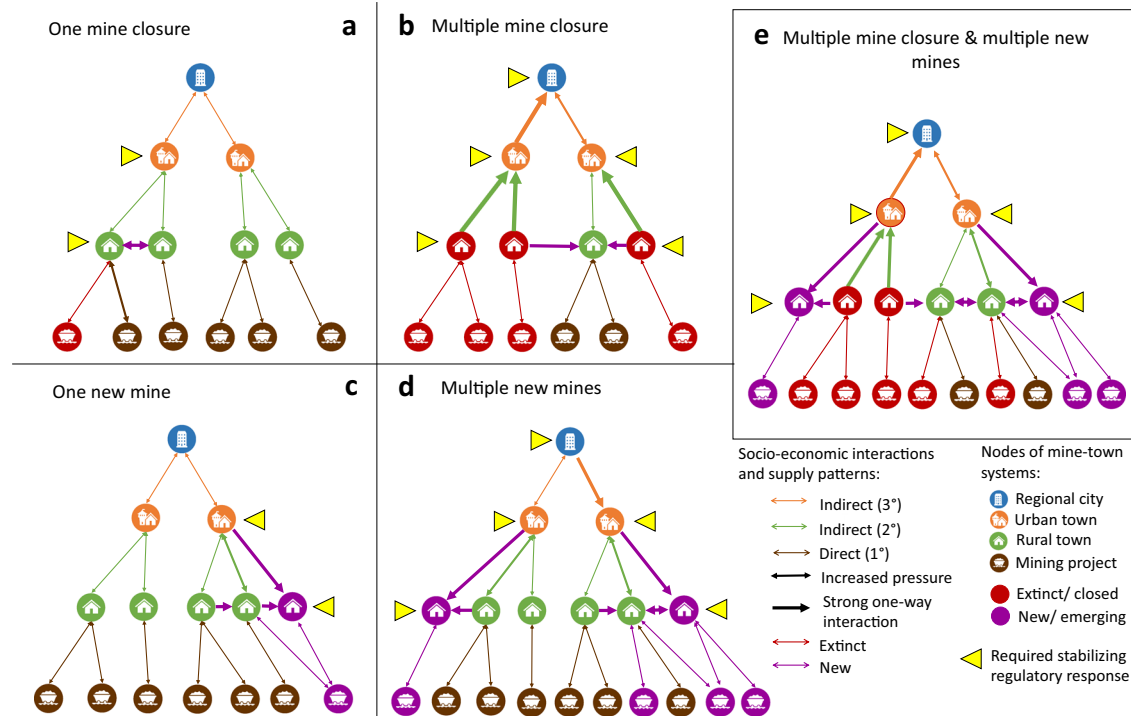 One mine closure
a
b
Multiple mine closure
e
Multiple mine closure & multiple new
mines
One new mine
c
d
Multiple new mines
Socio-economic interactions
and supply patterns:
Indirect (3°)
Indirect (2°)
Direct (1°)
Increased pressure
Strong one-way
interaction
Extinct
New
Nodes of mine-town
systems:
Regional city
Urban town
Rural town
Mining project
Extinct/ closed
New/ emerging
Required stabilizing
regulatory response